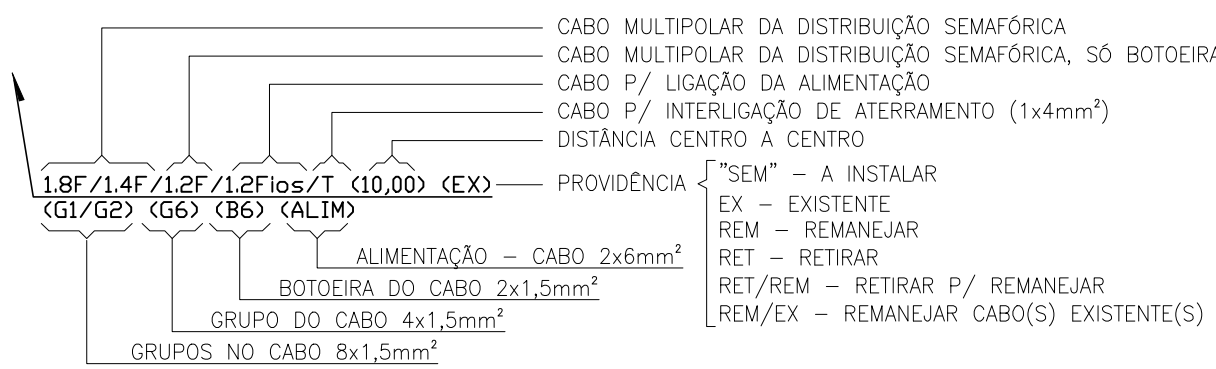 CABO MULTIPOLAR DA DISTRIBUIÇÃO SEMAFÓRICA
CABO MULTIPOLAR DA DISTRIBUIÇÃO SEMAFÓRICA, SÓ BOTOEIRA
CABO P/ LIGAÇÃO DA ALIMENTAÇÃO
CABO P/ INTERLIGAÇÃO DE ATERRAMENTO (1x4mm²)
DISTÂNCIA CENTRO A CENTRO
1.8F/1.4F/1.2F/1.2Fios/T (10,00) (EX)
PROVIDÊNCIA
"SEM" – A INSTALAR
EX – EXISTENTE
REM – REMANEJAR
RET – RETIRAR
RET/REM – RETIRAR P/ REMANEJAR
REM/EX – REMANEJAR CABO(S) EXISTENTE(S)
(G1/G2) (G6) (B6) (ALIM)
ALIMENTAÇÃO – CABO 2x6mm²
BOTOEIRA DO CABO 2x1,5mm²
GRUPO DO CABO 4x1,5mm²
GRUPOS NO CABO 8x1,5mm²